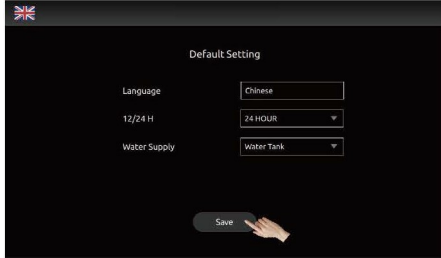 Default Setting
Language Chinese
12/24 H 24 HOUR
Water Supply Water Tank
Save